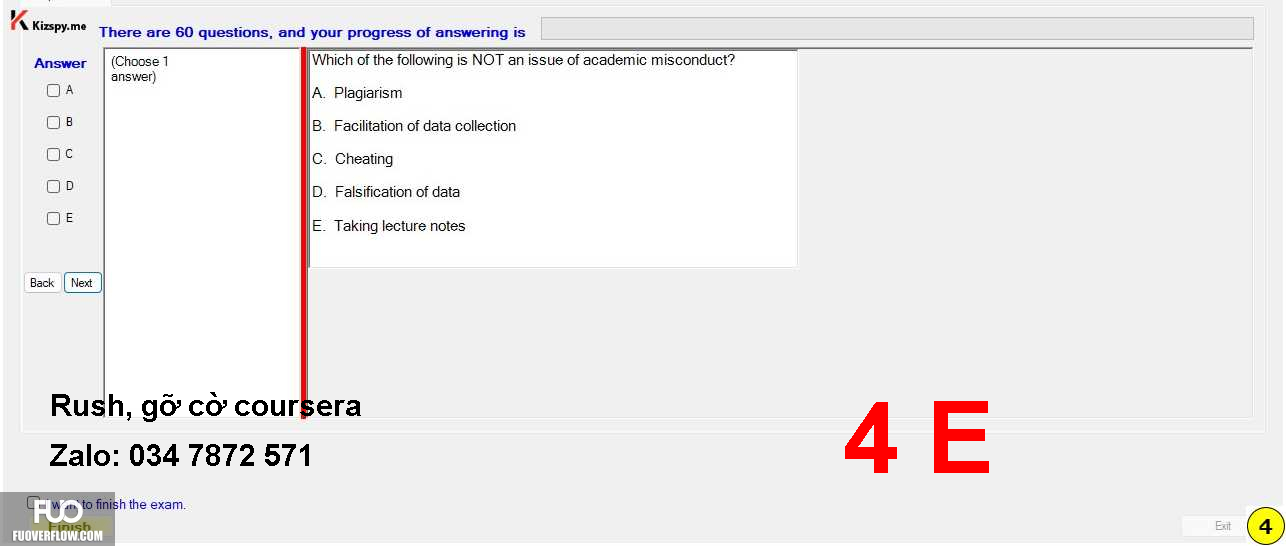 Kizspy.me
There are 60 questions, and your progress of answering is
Answer
A
B
C
D
E
Back Next
(Choose 1
answer)
Which of the following is NOT an issue of academic misconduct?
A. Plagiarism
B. Facilitation of data collection
C. Cheating
D. Falsification of data
E. Taking lecture notes
Rush, gỡ cờ coursera
Zalo: 034 7872 571
4 E
I want to finish the exam.
Finish
FUO
FUOVERFLOW.COM
Exit
4